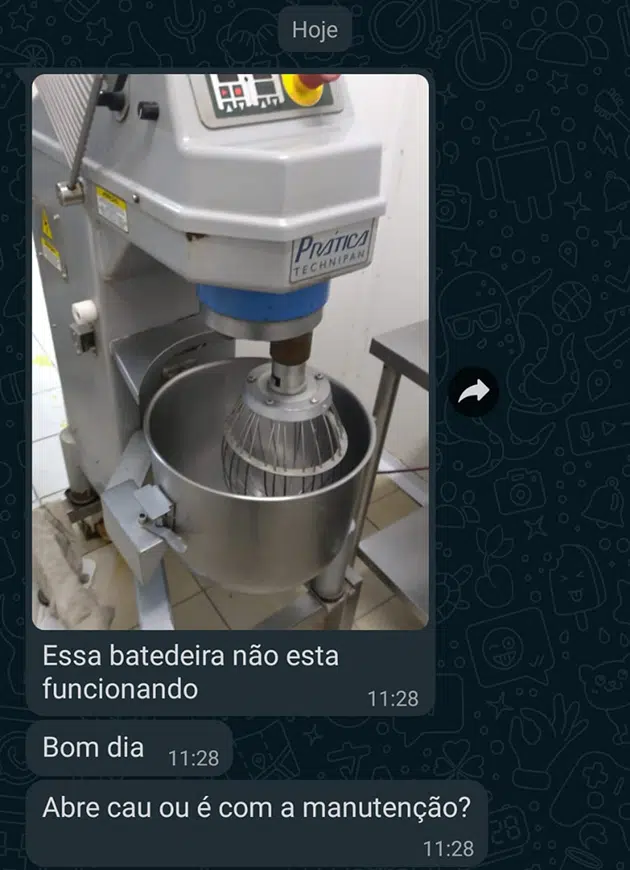 Hoje
PRÁTICA
TECHNIPAN
Essa batedeira não esta
funcionando
11:28
Bom dia 11:28
Abre cau ou é com a manutenção?
11:28